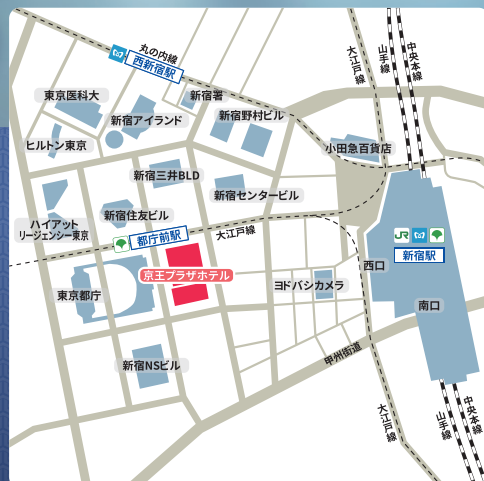 丸の内線
西新宿駅
大江戸線
山手線
中央本線
東京医科大
新宿署
新宿アイランド
新宿野村ビル
ヒルトン東京
小田急百貨店
新宿三井BLD
新宿センタービル
新宿住友ビル
ハイアット
リージェンシー東京
都庁前駅
大江戸線
JR
新宿駅
西口
京王プラザホテル
東京都庁
ヨドバシカメラ
南口
甲州街道
新宿NSビル
大江戸線
山手線
中央本線